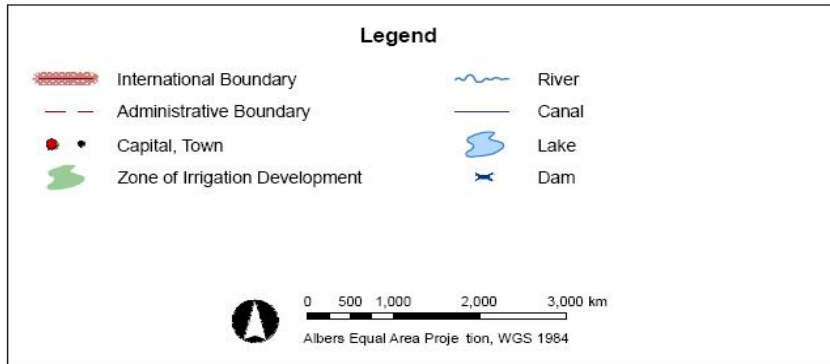 Legend
International Boundary
Administrative Boundary
Capital, Town
Zone of Irrigation Development
River
Canal
Lake
Dam
0 500 1,000 2,000 3,000 km
Albers Equal Area Proje tion, WGS 1984